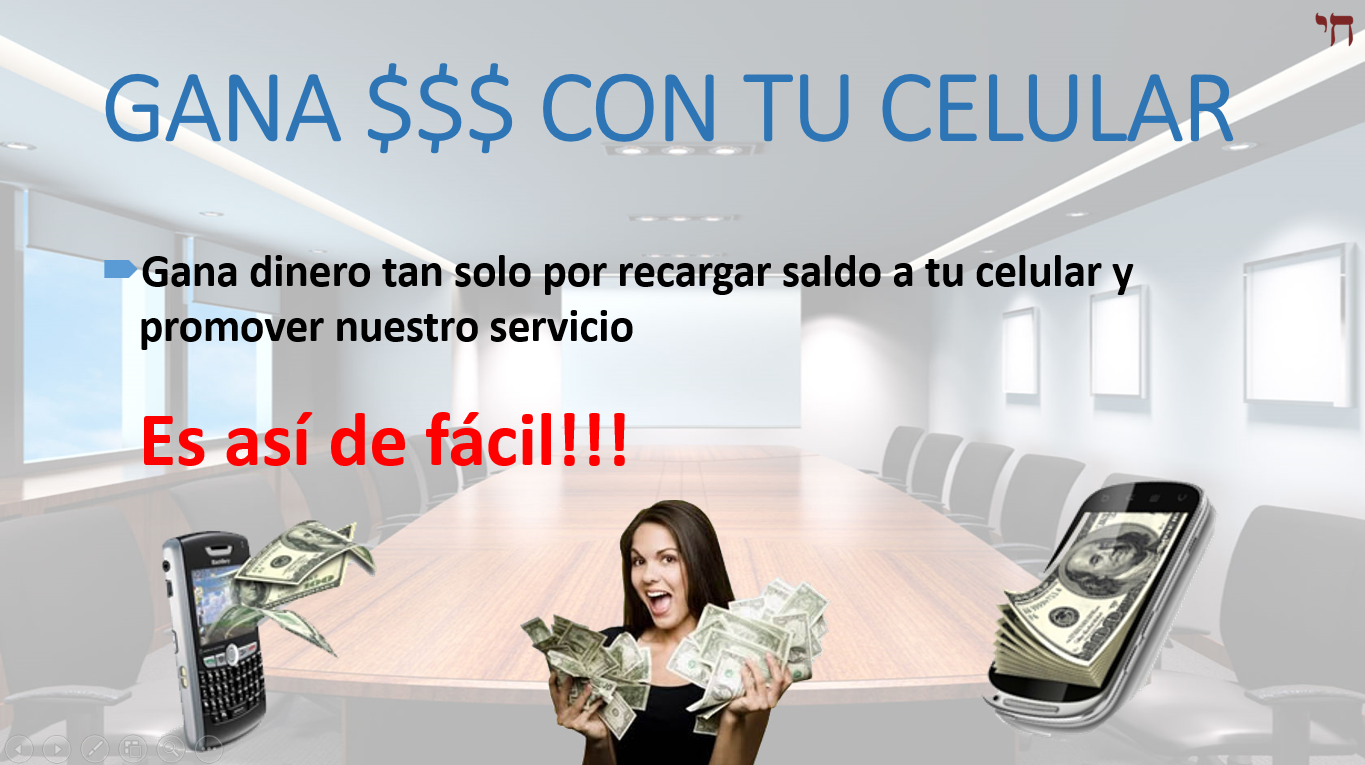 חי
GANA $$$ CON TU CELULAR
Gana dinero tan solo por recargar saldo a tu celular y
promover nuestro servicio
Es así de fácil!!!